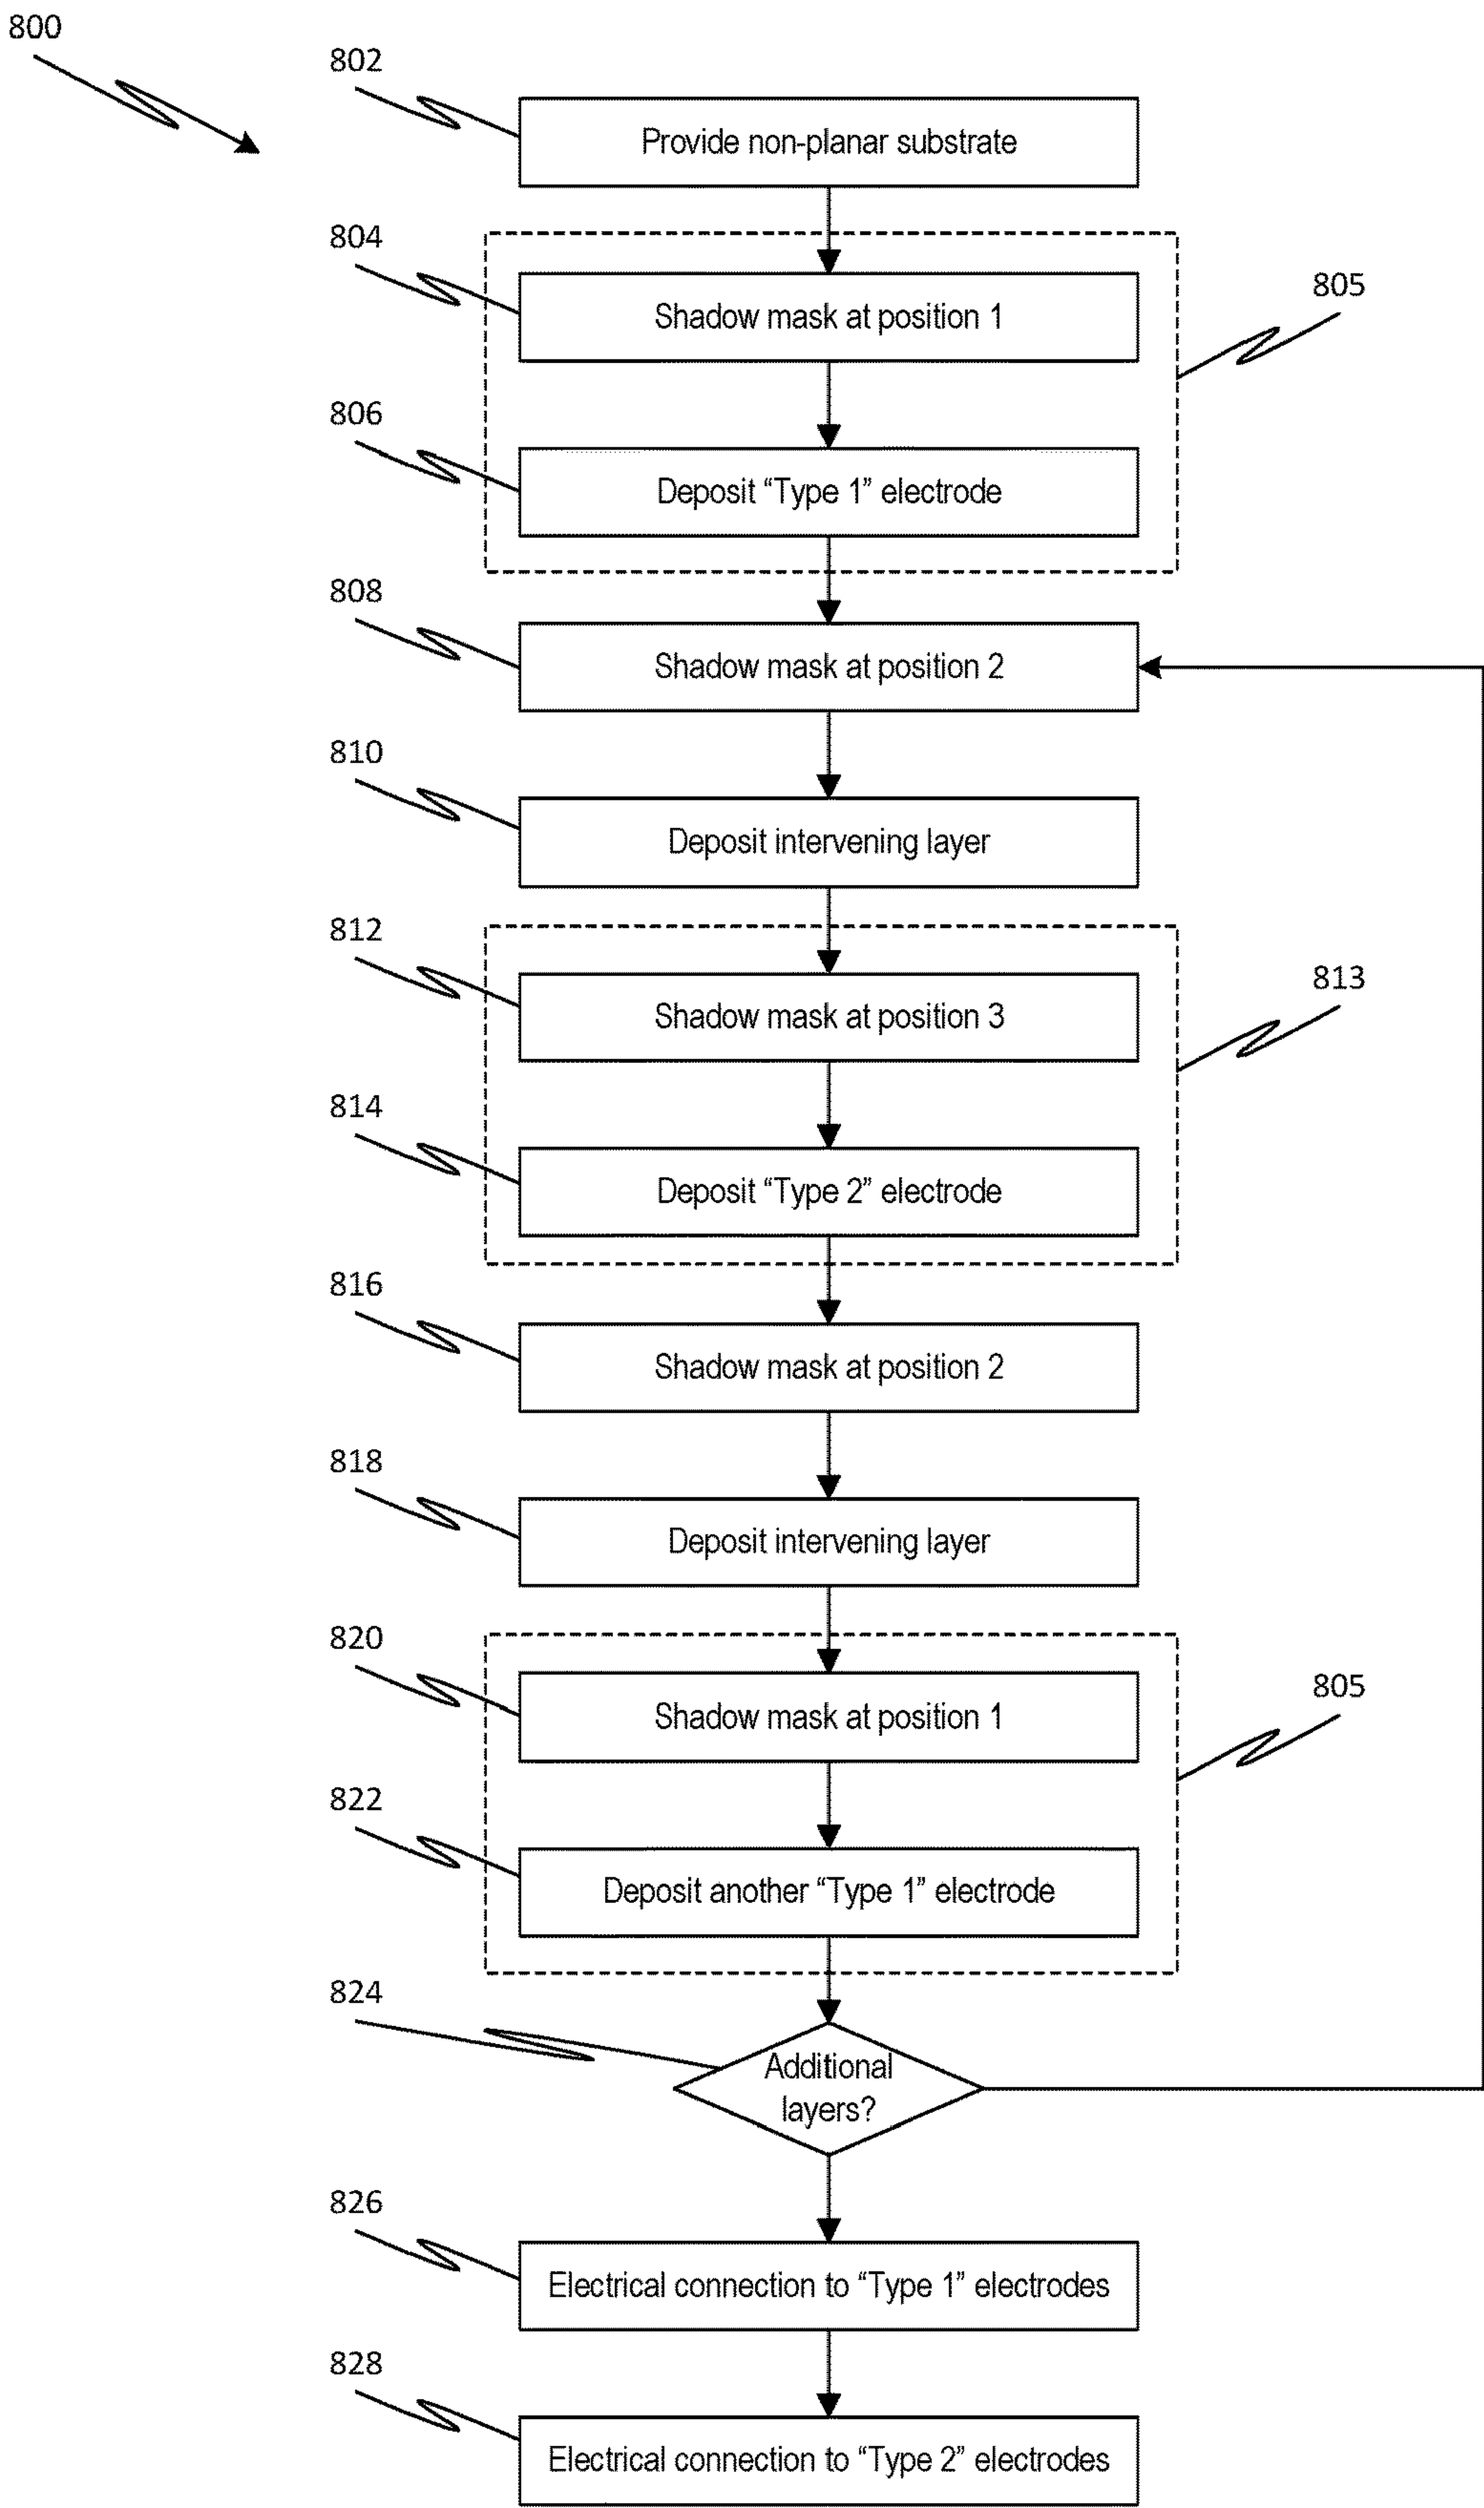 800
802
Provide non-planar substrate
804
Shadow mask at position 1
805
806
Deposit “Type 1” electrode
808
Shadow mask at position 2
810
Deposit intervening layer
812
Shadow mask at position 3
813
814
Deposit “Type 2” electrode
816
Shadow mask at position 2
818
Deposit intervening layer
820
Shadow mask at position 1
805
822
Deposit another “Type 1” electrode
824
Additional
layers?
826
Electrical connection to “Type 1” electrodes
828
Electrical connection to “Type 2” electrodes